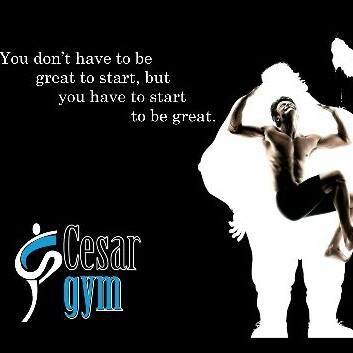 You don't have to be
great to start, but
you have to start
to be great.
Cesar
gym